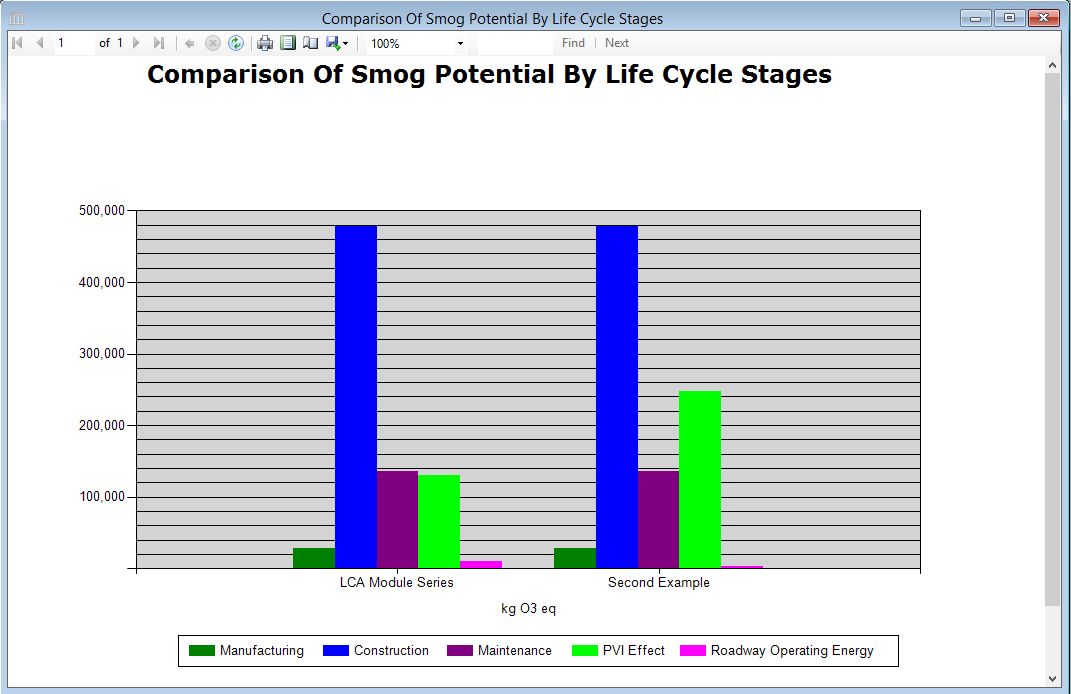 Comparison Of Smog Potential By Life Cycle Stages
1 of 1 100% Find Next
Comparison Of Smog Potential By Life Cycle Stages
500,000
400,000
300,000
200,000
100,000
LCA Module Series Second Example
kg O3 eq
Manufacturing Construction Maintenance PVI Effect Roadway Operating Energy